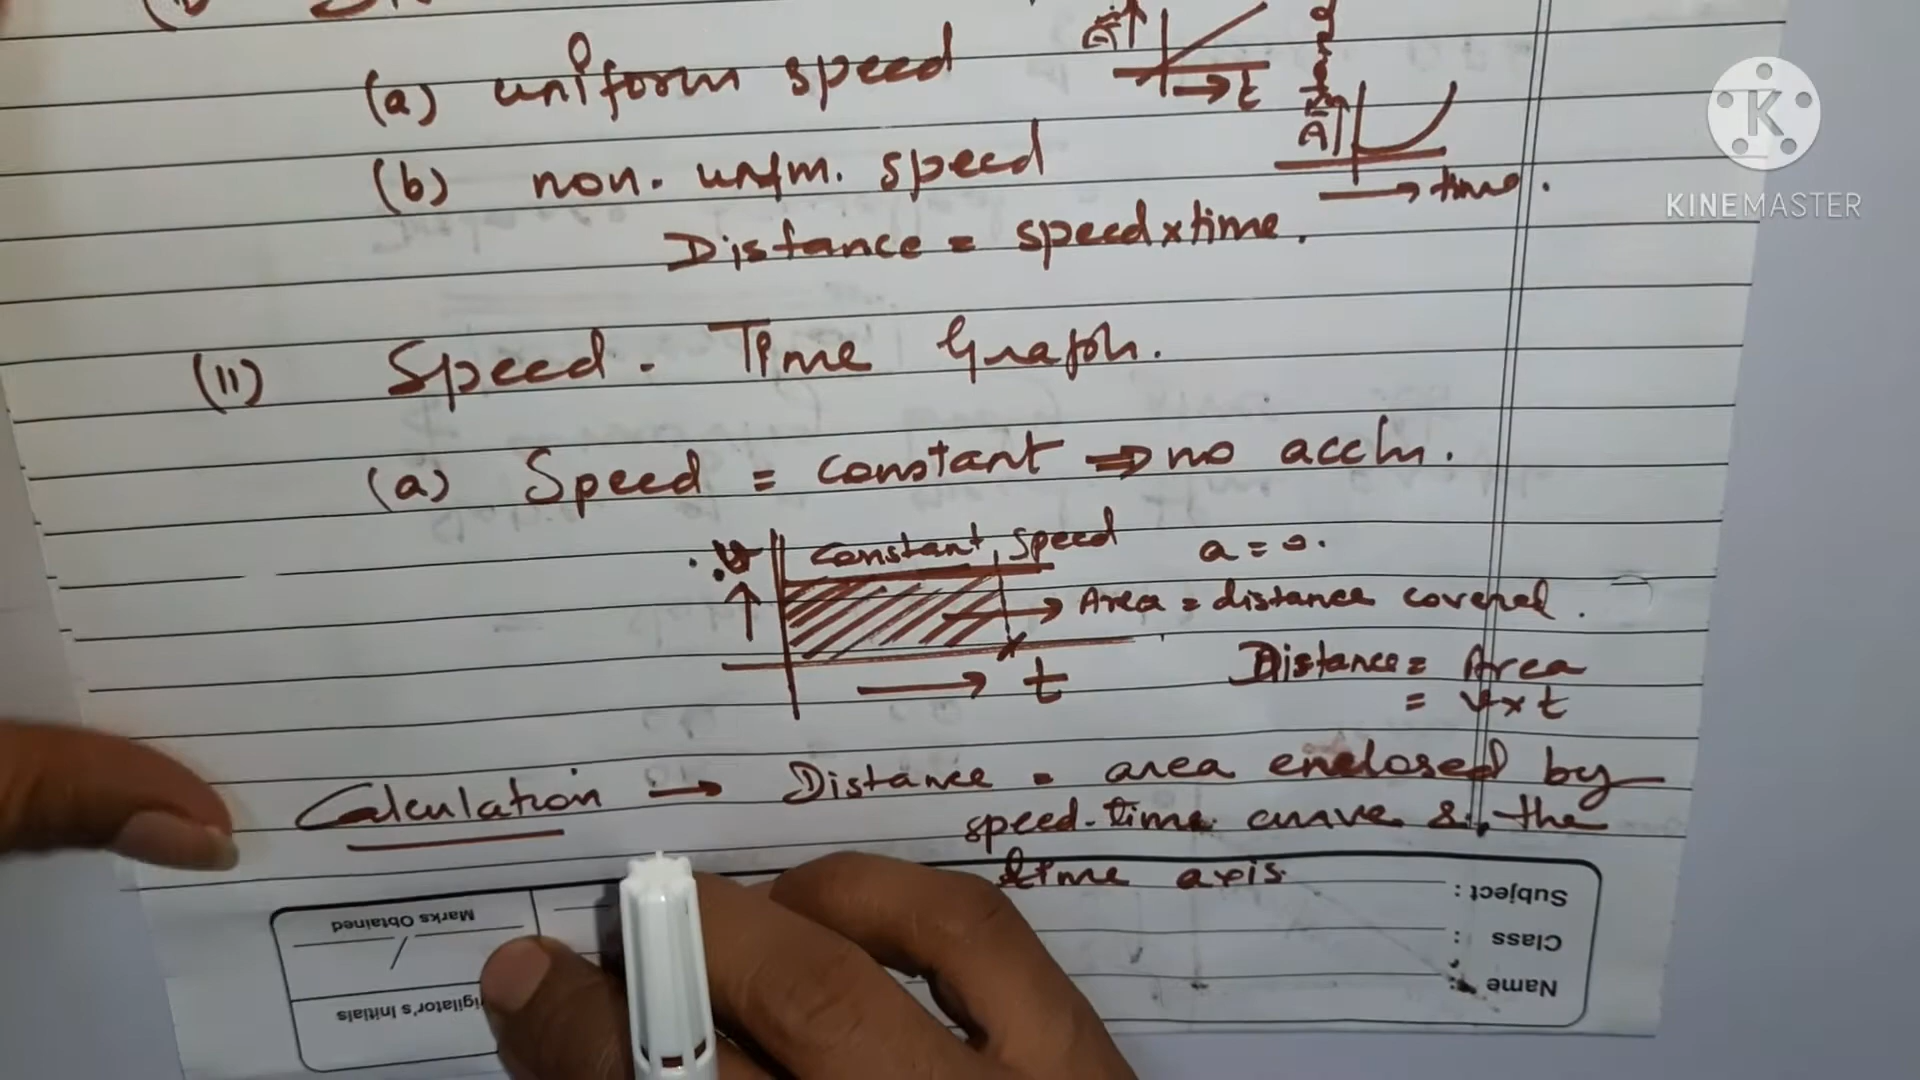 (a) uniform speed
t
(b) non. unfm. speed
time.
Distance = speed×time.
(11) Speed. Time Graph.
(a) Speed = constant ⇒ no accln.
v constant speed a = 0.
Area = distance covered.
t
Distance = Area
= v×t
Calculation → Distance = area enclosed by
speed-time curve & the
time axis
Subject :
Class :
Name :
Marks Obtained
/
igilator's Initials
K
KINEMASTER